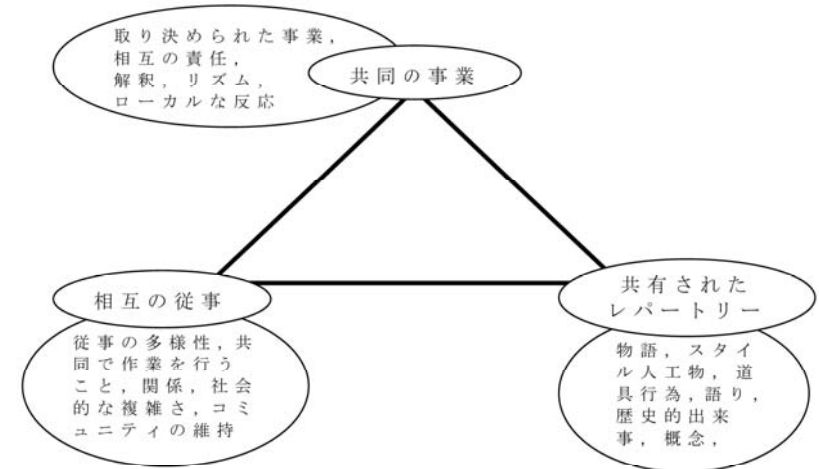 取り決められた事業，
相互の責任，
解釈，リズム，
ローカルな反応
共同の事業
相互の従事
従事の多様性，共
同で作業を行う
こと，関係，社会
的な複雑さ，コミ
ュニティの維持
共有された
レパートリー
物語，スタイ
ル人工物，道
具行為，語り，
歴史的出来
事，概念，